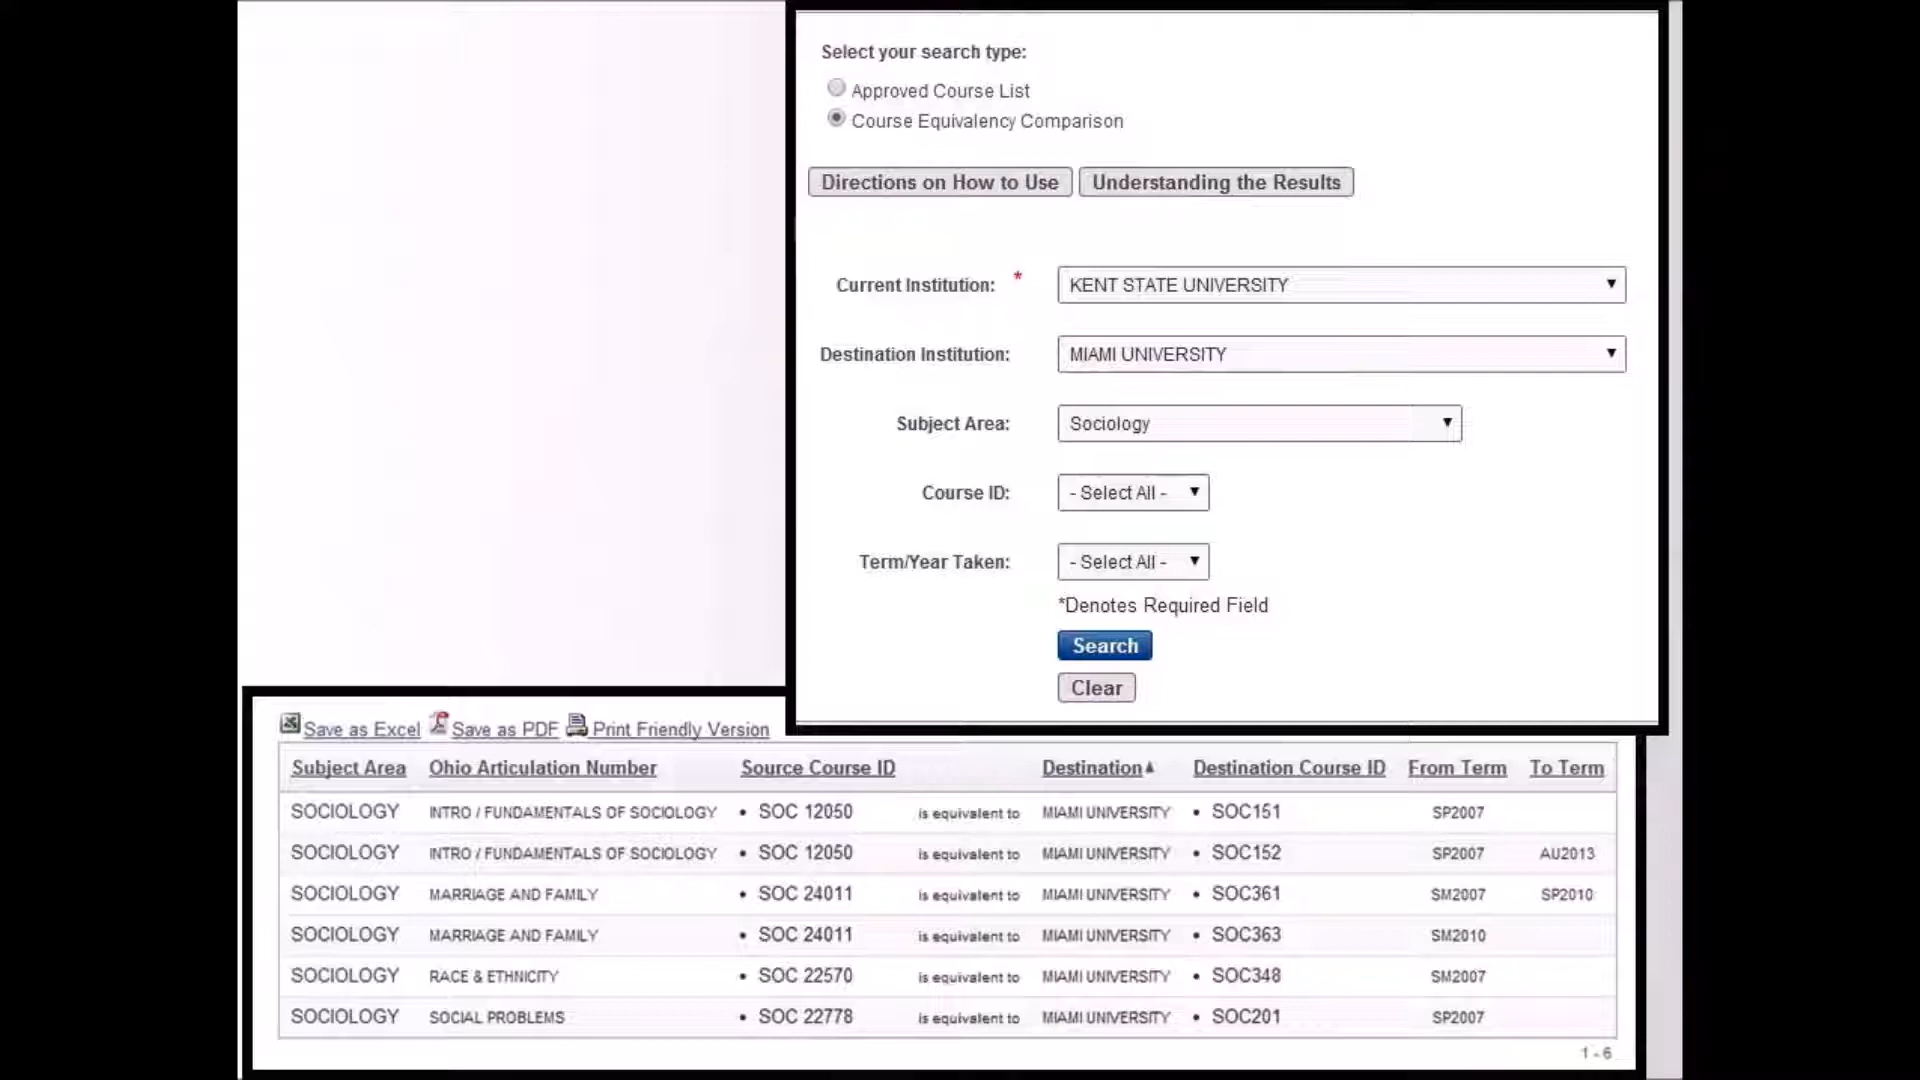 Select your search type:
Approved Course List
Course Equivalency Comparison
Directions on How to Use Understanding the Results
Current Institution: * KENT STATE UNIVERSITY
Destination Institution: MIAMI UNIVERSITY
Subject Area: Sociology
Course ID: - Select All -
Term/Year Taken: - Select All -
*Denotes Required Field
Search
Clear
Save as Excel Save as PDF Print Friendly Version
Subject Area Ohio Articulation Number Source Course ID Destination Destination Course ID From Term To Term
SOCIOLOGY INTRO / FUNDAMENTALS OF SOCIOLOGY • SOC 12050 is equivalent to MIAMI UNIVERSITY • SOC151 SP2007
SOCIOLOGY INTRO / FUNDAMENTALS OF SOCIOLOGY • SOC 12050 is equivalent to MIAMI UNIVERSITY • SOC152 SP2007 AU2013
SOCIOLOGY MARRIAGE AND FAMILY • SOC 24011 is equivalent to MIAMI UNIVERSITY • SOC361 SM2007 SP2010
SOCIOLOGY MARRIAGE AND FAMILY • SOC 24011 is equivalent to MIAMI UNIVERSITY • SOC363 SM2010
SOCIOLOGY RACE & ETHNICITY • SOC 22570 is equivalent to MIAMI UNIVERSITY • SOC348 SM2007
SOCIOLOGY SOCIAL PROBLEMS • SOC 22778 is equivalent to MIAMI UNIVERSITY • SOC201 SP2007
1 - 6